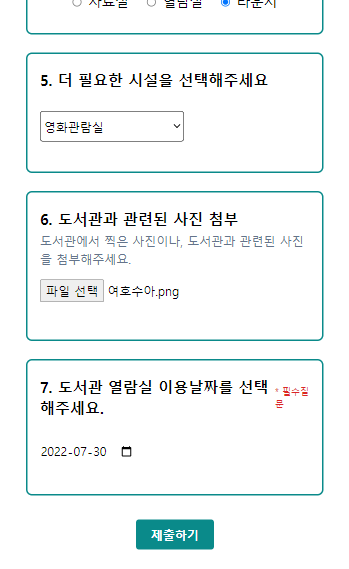 자료실 열람실 라운지
5. 더 필요한 시설을 선택해주세요
영화관람실
6. 도서관과 관련된 사진 첨부
도서관에서 찍은 사진이나, 도서관과 관련된 사진
을 첨부해주세요.
파일 선택 여호수아.png
7. 도서관 열람실 이용날짜를 선택
해주세요.
* 필수질
문
2022-07-30
제출하기